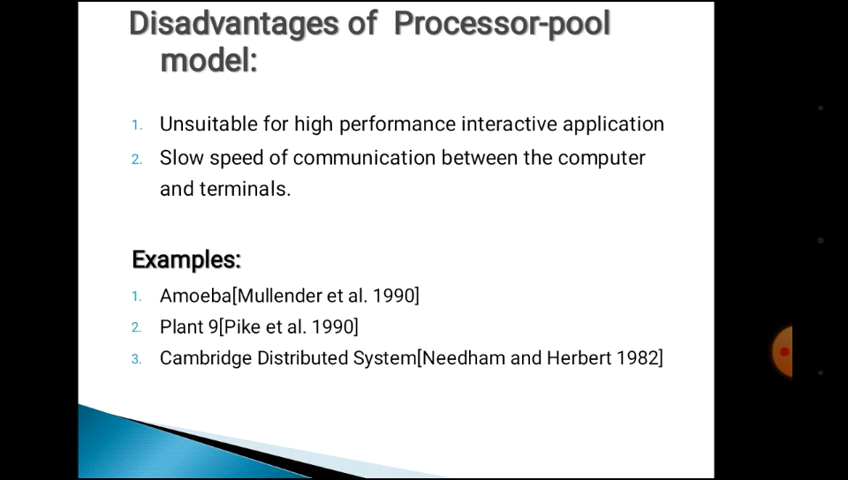 Disadvantages of Processor-pool
model:
1. Unsuitable for high performance interactive application
2. Slow speed of communication between the computer
and terminals.
Examples:
1. Amoeba[Mullender et al. 1990]
2. Plant 9[Pike et al. 1990]
3. Cambridge Distributed System[Needham and Herbert 1982]